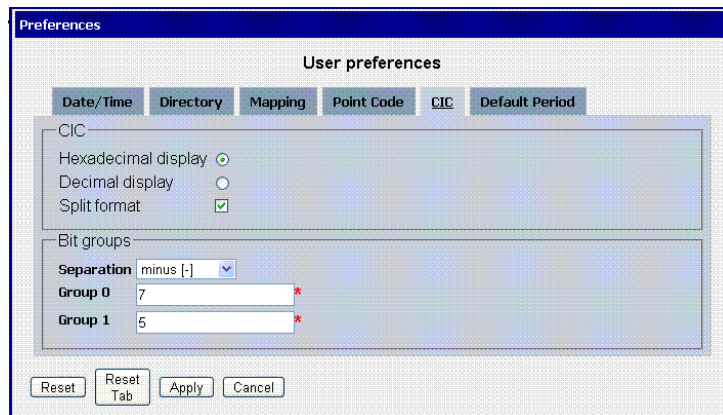 Preferences
User preferences
Date/Time Directory Mapping Point Code CIC Default Period
CIC
Hexadecimal display
Decimal display
Split format
Bit groups
Separation minus [-]
Group 0 7 *
Group 1 5 *
Reset Reset Tab Apply Cancel